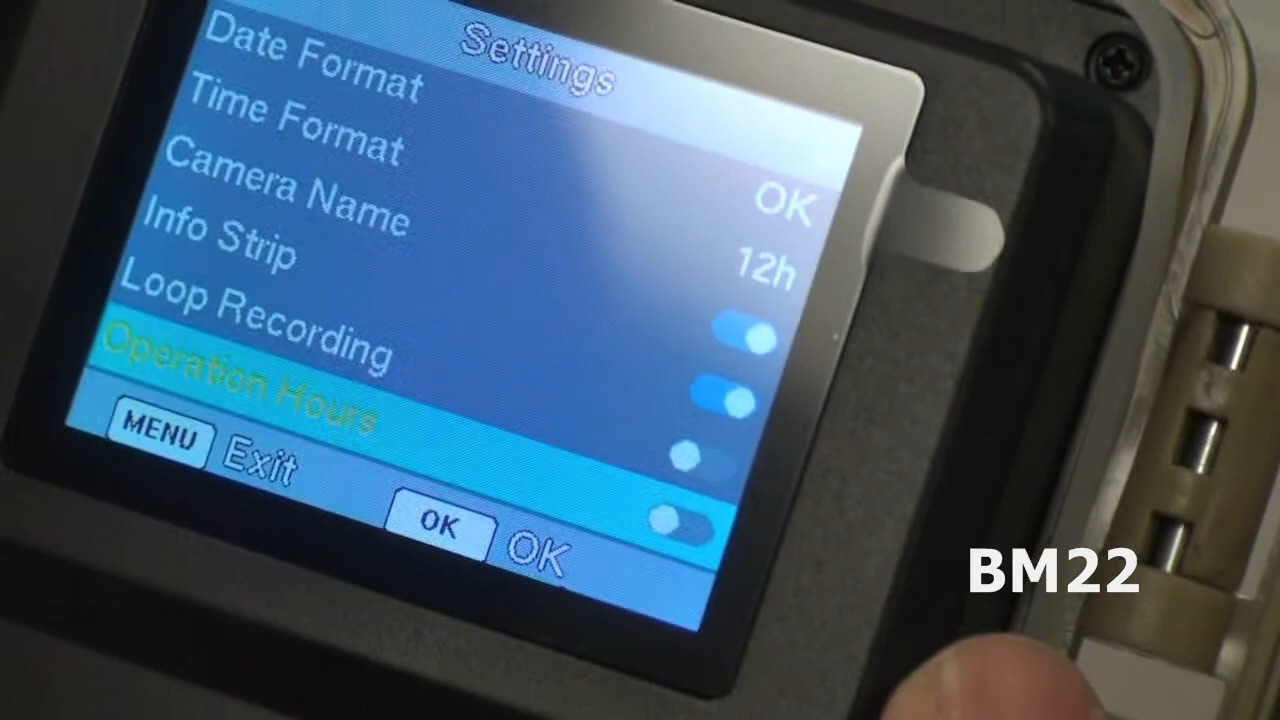 Settings
Date Format OK
Time Format 12h
Camera Name
Info Strip
Loop Recording
Operation Hours
MENU Exit OK OK
BM22